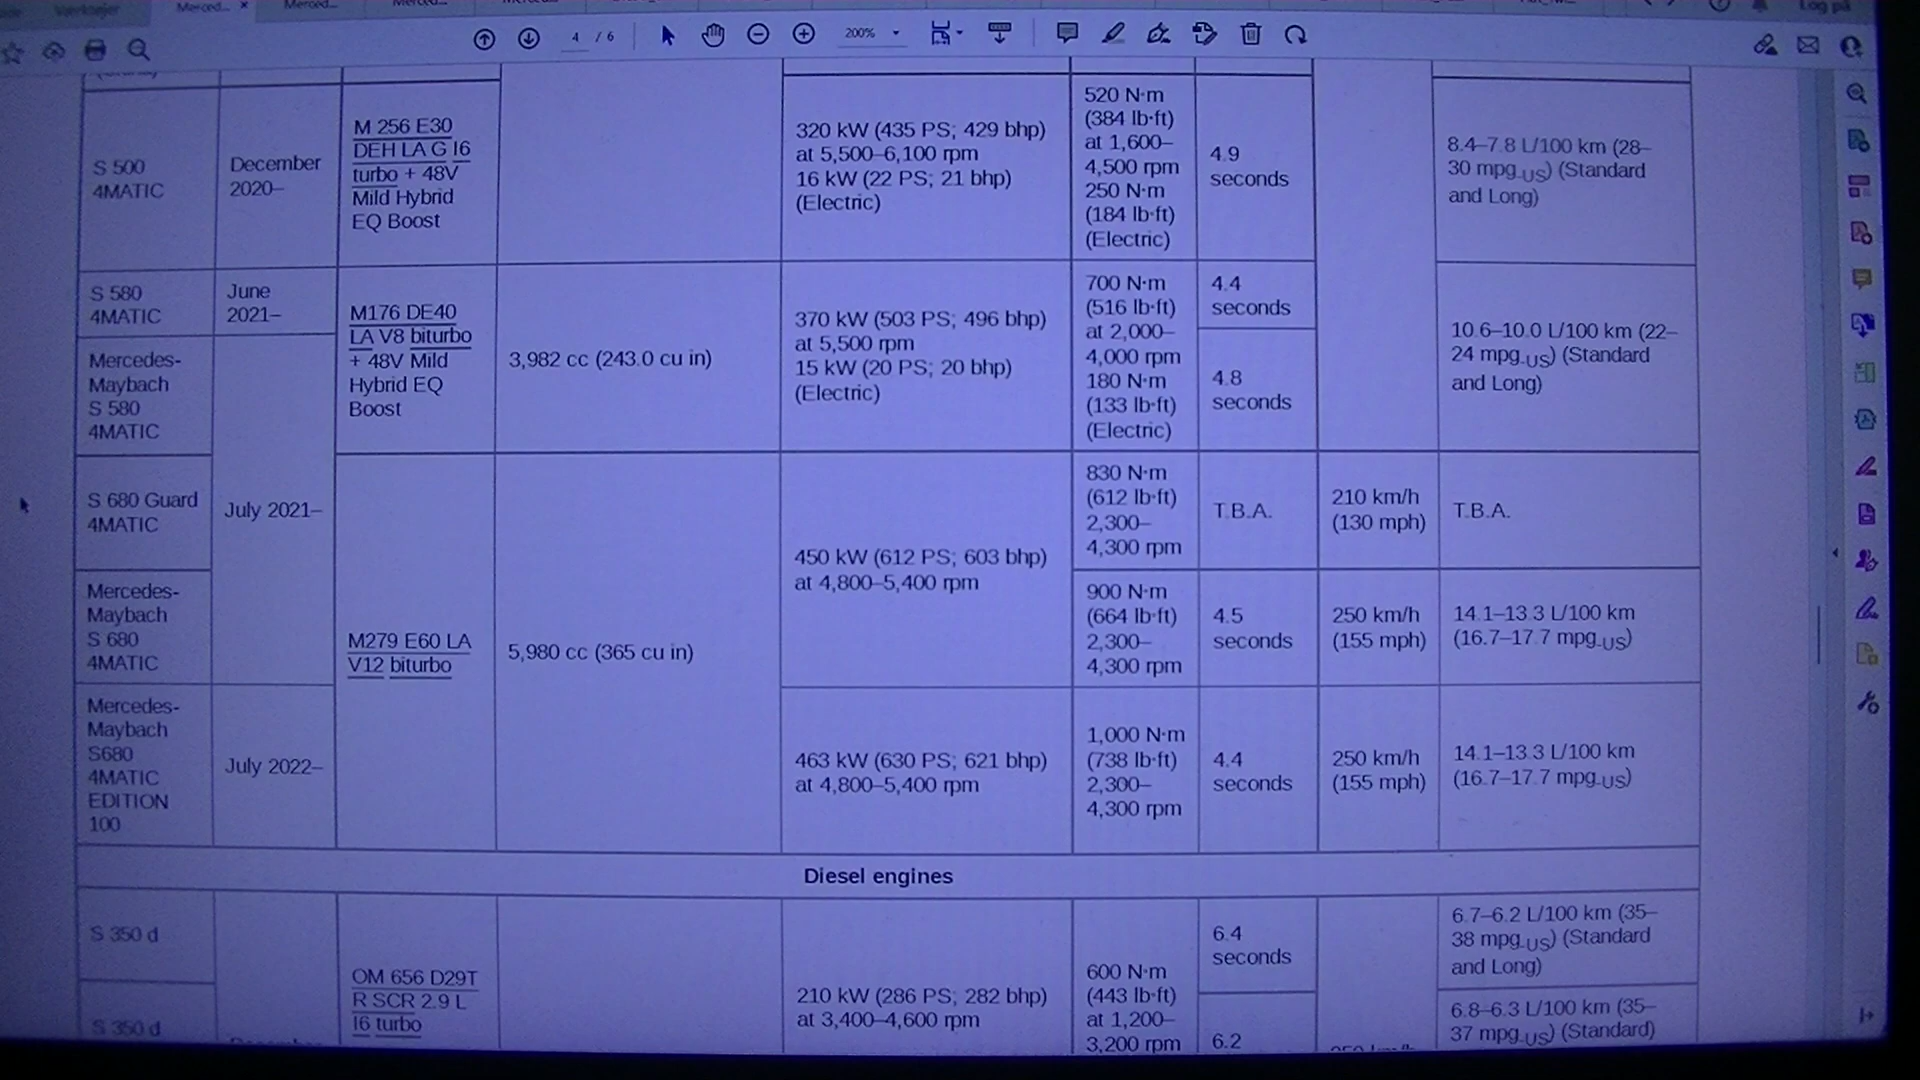 Værktøjer
Merced...
Merced...
Log på
4 / 6
200%
S 500
4MATIC
December
2020–
M 256 E30
DEH LA G I6
turbo + 48V
Mild Hybrid
EQ Boost
320 kW (435 PS; 429 bhp)
at 5,500–6,100 rpm
16 kW (22 PS; 21 bhp)
(Electric)
520 N·m
(384 lb·ft)
at 1,600–
4,500 rpm
250 N·m
(184 lb·ft)
(Electric)
4.9
seconds
8.4–7.8 L/100 km (28–
30 mpg-US) (Standard
and Long)
S 580
4MATIC
June
2021–
M176 DE40
LA V8 biturbo
+ 48V Mild
Hybrid EQ
Boost
3,982 cc (243.0 cu in)
370 kW (503 PS; 496 bhp)
at 5,500 rpm
15 kW (20 PS; 20 bhp)
(Electric)
700 N·m
(516 lb·ft)
at 2,000–
4,000 rpm
180 N·m
(133 lb·ft)
(Electric)
4.4
seconds
10.6–10.0 L/100 km (22–
24 mpg-US) (Standard
and Long)
Mercedes-
Maybach
S 580
4MATIC
4.8
seconds
S 680 Guard
4MATIC
July 2021–
M279 E60 LA
V12 biturbo
5,980 cc (365 cu in)
450 kW (612 PS; 603 bhp)
at 4,800–5,400 rpm
830 N·m
(612 lb·ft)
2,300–
4,300 rpm
T.B.A.
210 km/h
(130 mph)
T.B.A.
Mercedes-
Maybach
S 680
4MATIC
900 N·m
(664 lb·ft)
2,300–
4,300 rpm
4.5
seconds
250 km/h
(155 mph)
14.1–13.3 L/100 km
(16.7–17.7 mpg-US)
Mercedes-
Maybach
S680
4MATIC
EDITION
100
July 2022–
463 kW (630 PS; 621 bhp)
at 4,800–5,400 rpm
1,000 N·m
(738 lb·ft)
2,300–
4,300 rpm
4.4
seconds
250 km/h
(155 mph)
14.1–13.3 L/100 km
(16.7–17.7 mpg-US)
Diesel engines
S 350 d
OM 656 D29T
R SCR 2.9 L
I6 turbo
210 kW (286 PS; 282 bhp)
at 3,400–4,600 rpm
600 N·m
(443 lb·ft)
at 1,200–
3,200 rpm
6.4
seconds
6.7–6.2 L/100 km (35–
38 mpg-US) (Standard
and Long)
S 350 d
6.2
6.8–6.3 L/100 km (35–
37 mpg-US) (Standard)